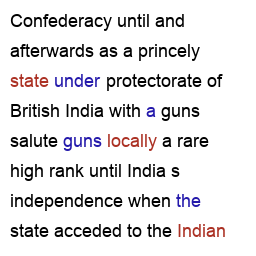 Confederacy until and
afterwards as a princely
state under protectorate of
British India with a guns
salute guns locally a rare
high rank until India s
independence when the
state acceded to the Indian